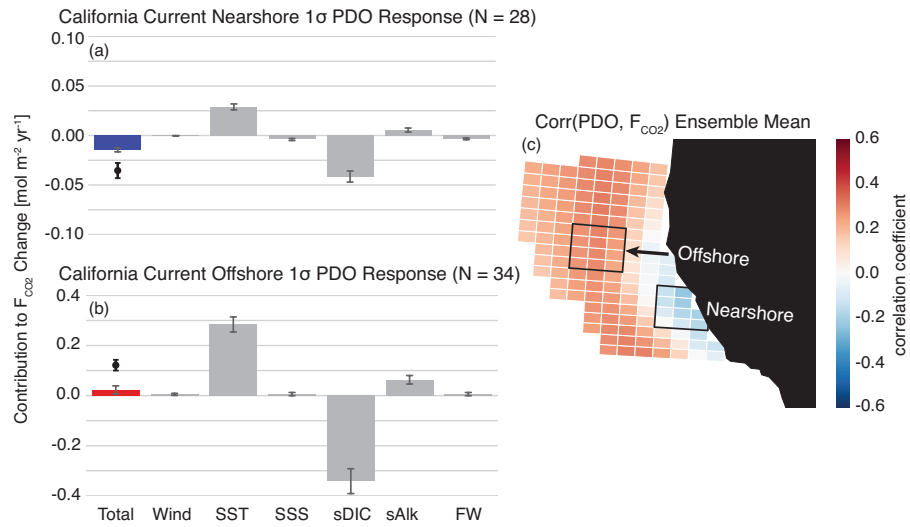 California Current Nearshore 1σ PDO Response (N = 28)
(a)
0.10
0.05
0.00
-0.05
-0.10
Contribution to F_CO2 Change [mol m⁻² yr⁻¹]
California Current Offshore 1σ PDO Response (N = 34)
(b)
0.4
0.2
0.0
-0.2
-0.4
Total Wind SST SSS sDIC sAlk FW
Corr(PDO, F_CO2) Ensemble Mean
(c)
Offshore
Nearshore
0.6
0.4
0.2
0.0
-0.2
-0.4
-0.6
correlation coefficient